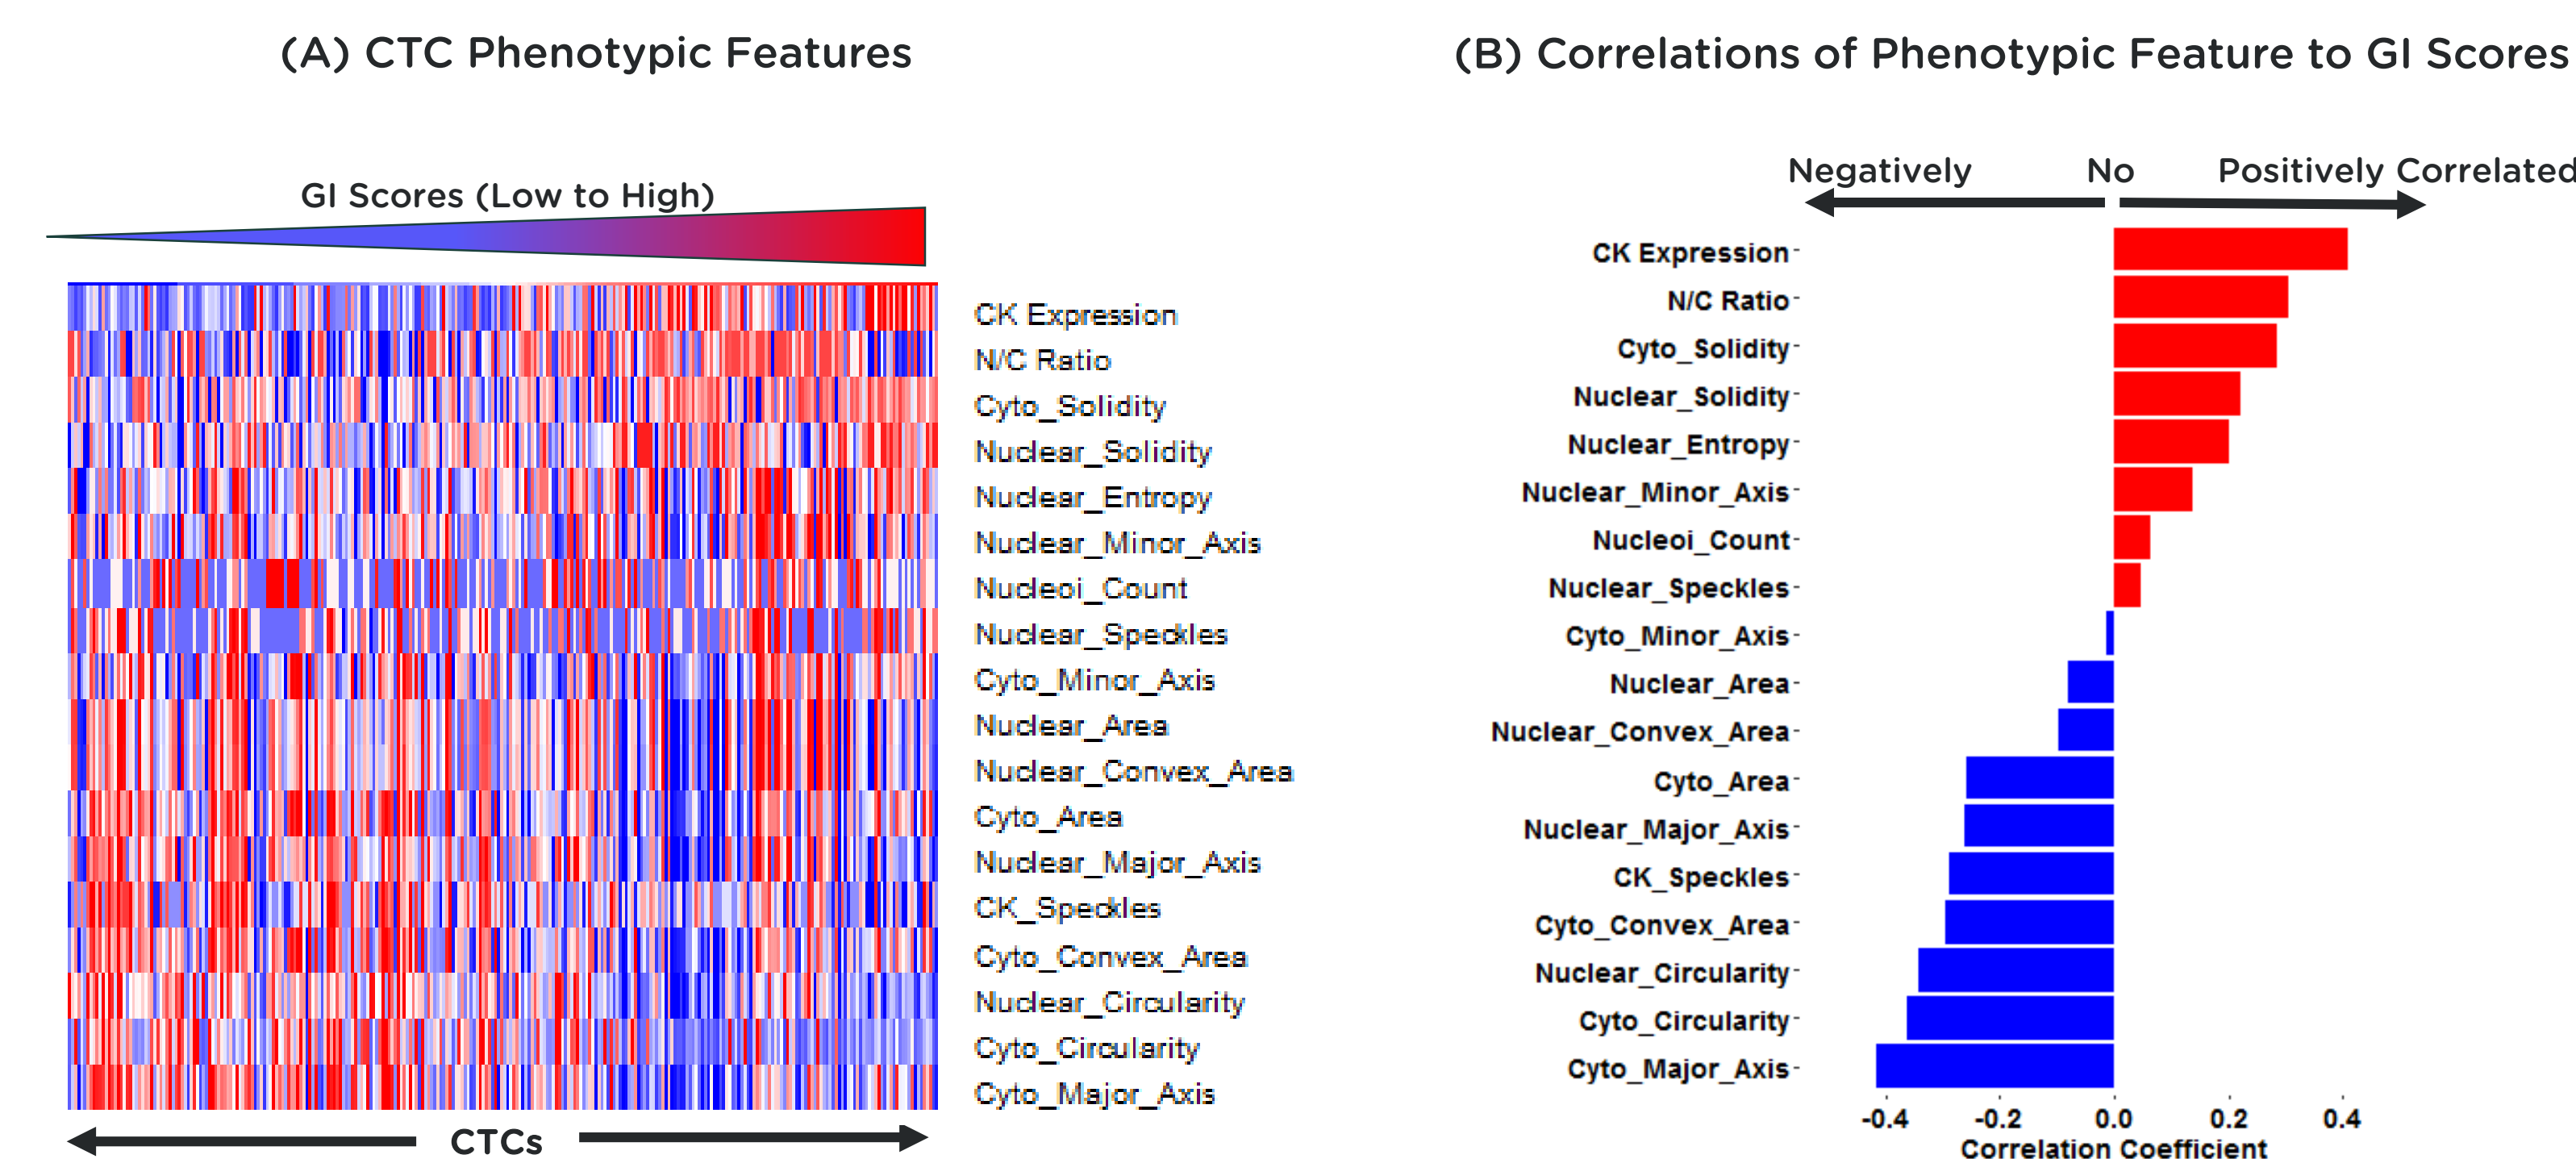 (A) CTC Phenotypic Features
GI Scores (Low to High)
CK Expression
N/C Ratio
Cyto_Solidity
Nuclear_Solidity
Nuclear_Entropy
Nuclear_Minor_Axis
Nucleoi_Count
Nuclear_Speckles
Cyto_Minor_Axis
Nuclear_Area
Nuclear_Convex_Area
Cyto_Area
Nuclear_Major_Axis
CK_Speckles
Cyto_Convex_Area
Nuclear_Circularity
Cyto_Circularity
Cyto_Major_Axis
CTCs
(B) Correlations of Phenotypic Feature to GI Scores
Negatively No Positively Correlated
CK Expression
N/C Ratio
Cyto_Solidity
Nuclear_Solidity
Nuclear_Entropy
Nuclear_Minor_Axis
Nucleoi_Count
Nuclear_Speckles
Cyto_Minor_Axis
Nuclear_Area
Nuclear_Convex_Area
Cyto_Area
Nuclear_Major_Axis
CK_Speckles
Cyto_Convex_Area
Nuclear_Circularity
Cyto_Circularity
Cyto_Major_Axis
-0.4 -0.2 0.0 0.2 0.4
Correlation Coefficient